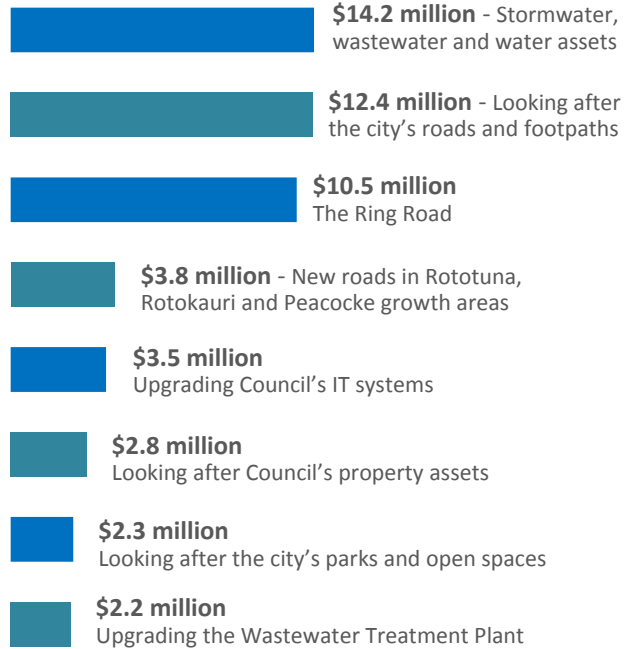 $14.2 million - Stormwater,
wastewater and water assets
$12.4 million - Looking after
the city’s roads and footpaths
$10.5 million
The Ring Road
$3.8 million - New roads in Rototuna,
Rotokauri and Peacocke growth areas
$3.5 million
Upgrading Council’s IT systems
$2.8 million
Looking after Council’s property assets
$2.3 million
Looking after the city’s parks and open spaces
$2.2 million
Upgrading the Wastewater Treatment Plant